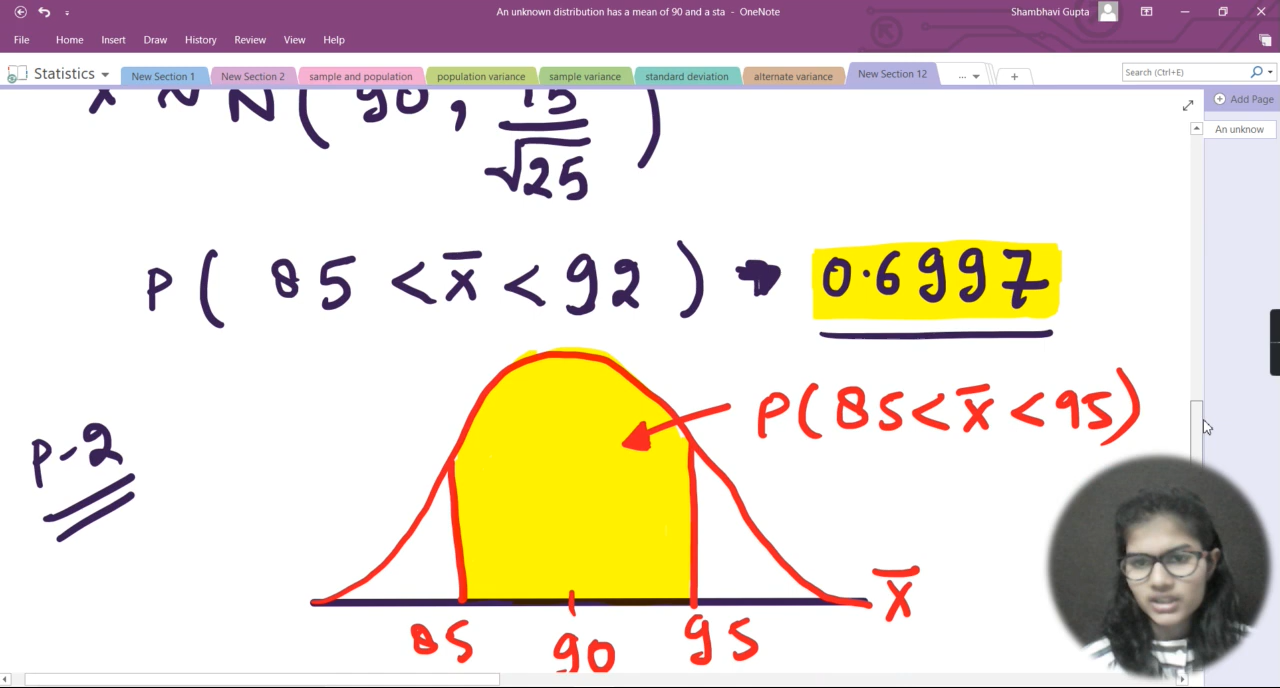 An unknown distribution has a mean of 90 and a sta - OneNote
Shambhavi Gupta
File Home Insert Draw History Review View Help
Statistics
New Section 1
New Section 2
sample and population
population variance
sample variance
standard deviation
alternate variance
New Section 12
...
Search (Ctrl+E)
Add Page
An unknow
x ~ N ( 90, 15/√25 )
P( 85 < x̄ < 92 ) → 0.6997
P(85 < x̄ < 95)
P-2
x̄
85 90 95